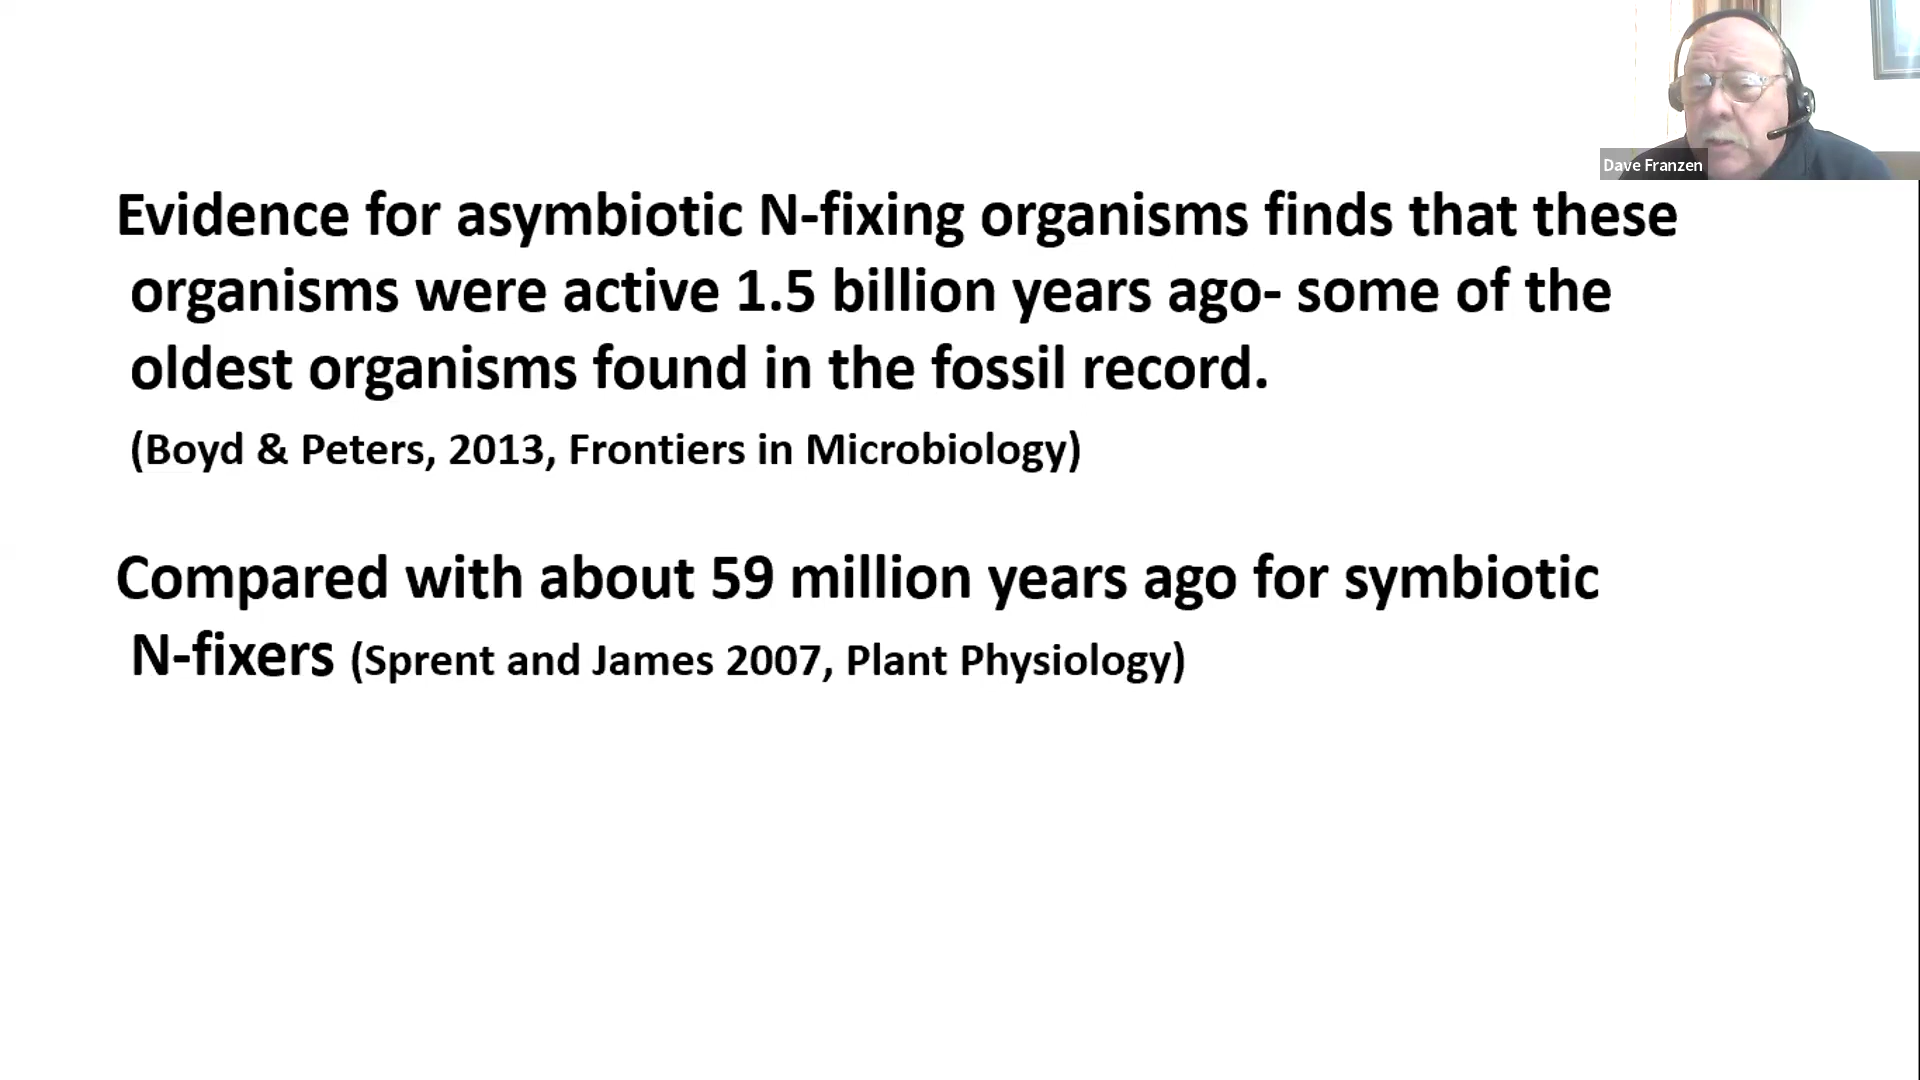 Dave Franzen
Evidence for asymbiotic N-fixing organisms finds that these
organisms were active 1.5 billion years ago- some of the
oldest organisms found in the fossil record.
(Boyd & Peters, 2013, Frontiers in Microbiology)
Compared with about 59 million years ago for symbiotic
N-fixers (Sprent and James 2007, Plant Physiology)